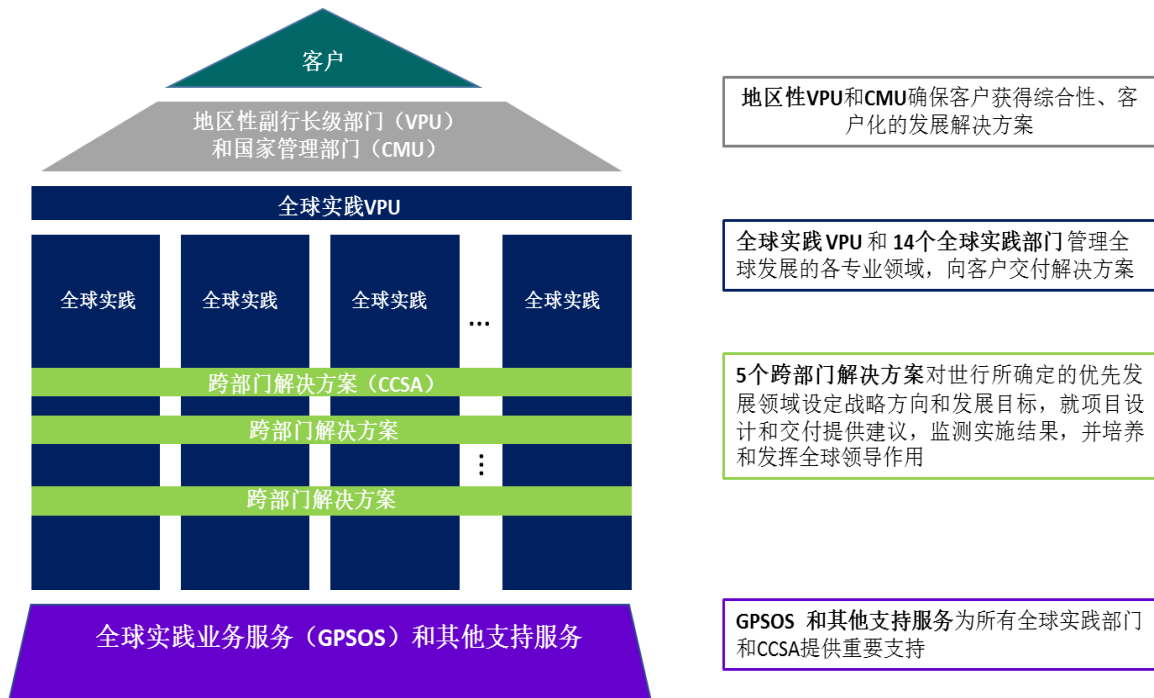 客户
地区性副行长级部门（VPU）
和国家管理部门（CMU）
全球实践VPU
全球实践
全球实践
全球实践
...
全球实践
跨部门解决方案（CCSA）
跨部门解决方案
...
跨部门解决方案
全球实践业务服务（GPSOS）和其他支持服务
地区性VPU和CMU确保客户获得综合性、客
户化的发展解决方案
全球实践 VPU 和 14个全球实践部门管理全
球发展的各专业领域，向客户交付解决方案
5个跨部门解决方案对世行所确定的优先发
展领域设定战略方向和发展目标，就项目设
计和交付提供建议，监测实施结果，并培养
和发挥全球领导作用
GPSOS 和其他支持服务为所有全球实践部门
和CCSA提供重要支持